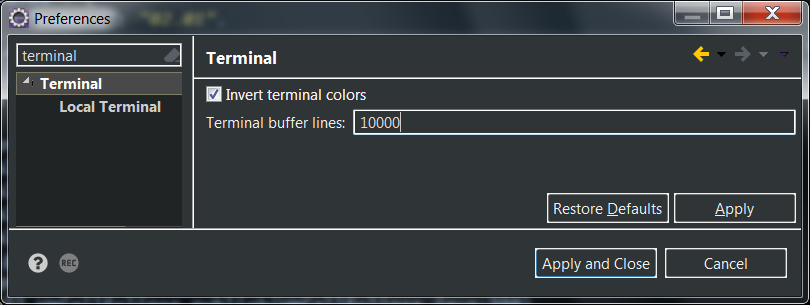 Preferences
terminal
Terminal
Local Terminal
Terminal
Invert terminal colors
Terminal buffer lines: 10000
Restore Defaults
Apply
REC
Apply and Close
Cancel